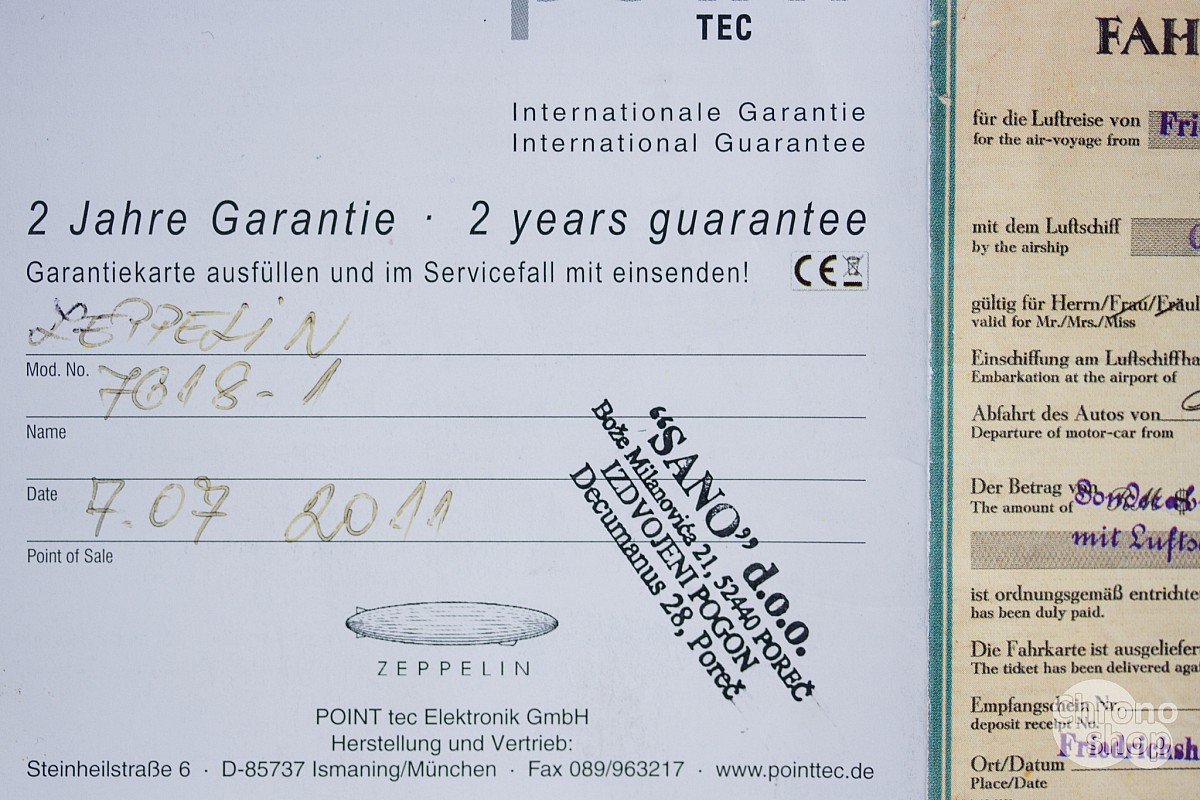 TEC
Internationale Garantie
International Guarantee
2 Jahre Garantie · 2 years guarantee
Garantiekarte ausfüllen und im Servicefall mit einsenden! CE
ZEPPELIN
Mod. No.
7618-1
Name
Date 7.07 2011
Point of Sale
"SANO" d.o.o.
Bože Milanovića 21, 52440 POREČ
IZDVOJENI POGON
Decumanus 28, Poreč
ZEPPELIN
POINT tec Elektronik GmbH
Herstellung und Vertrieb:
Steinheilstraße 6 · D-85737 Ismaning/München · Fax 089/963217 · www.pointtec.de
FAH
für die Luftreise von Fri
for the air-voyage from
mit dem Luftschiff
by the airship
gültig für Herrn/Frau/Fräul
valid for Mr./Mrs./Miss
Einschiffung am Luftschiffha
Embarkation at the airport of
Abfahrt des Autos von
Departure of motor-car from
Der Betrag von
The amount of
mit Lufts
ist ordnungsgemäß entrichte
has been duly paid.
Die Fahrkarte ist ausgeliefer
The ticket has been delivered aga
Empfangschein Nr.
deposit receipt No.
Friedrichsh
Ort/Datum
Place/Date
chrono
shop